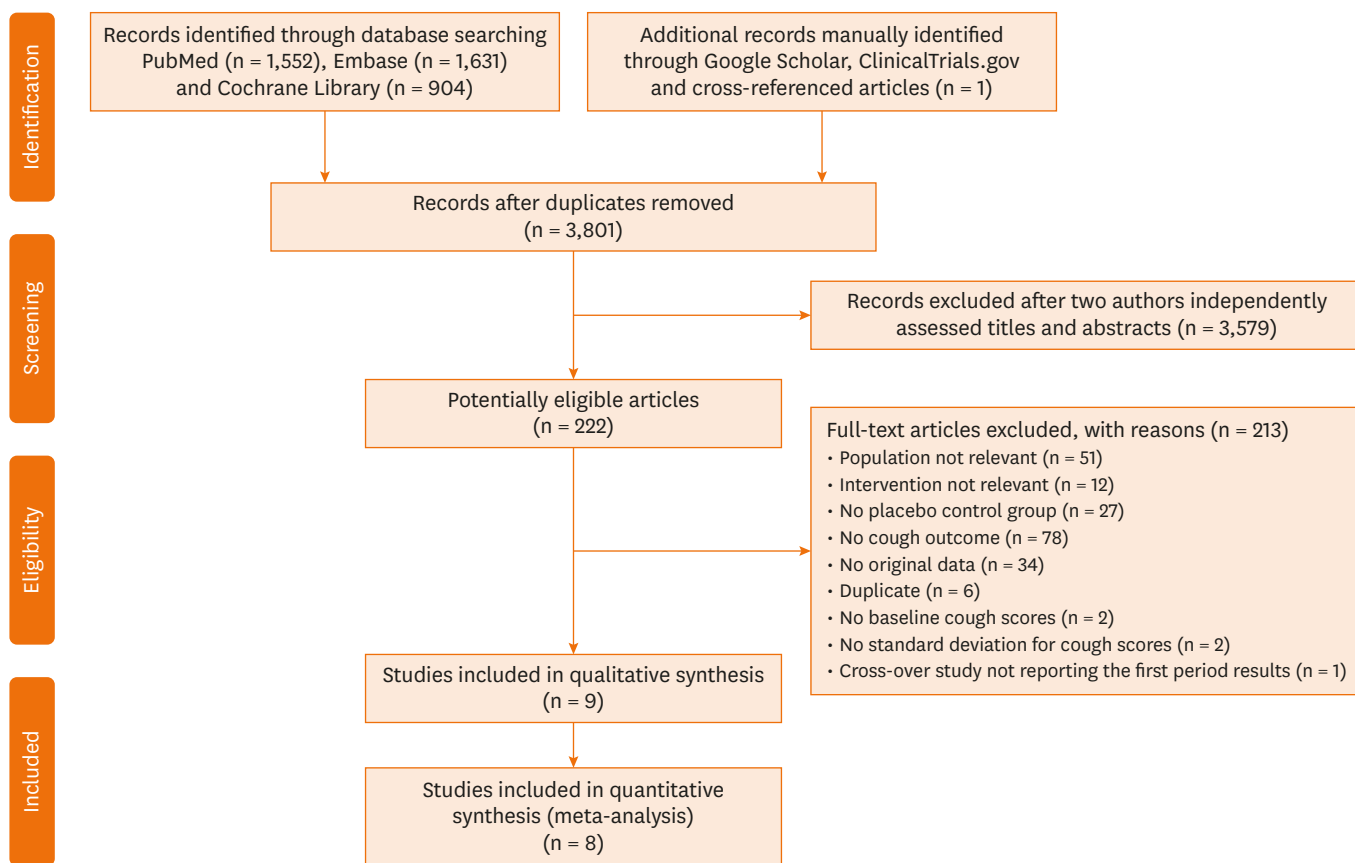 Identification
Records identified through database searching
PubMed (n = 1,552), Embase (n = 1,631)
and Cochrane Library (n = 904)
Additional records manually identified
through Google Scholar, ClinicalTrials.gov
and cross-referenced articles (n = 1)
Records after duplicates removed
(n = 3,801)
Screening
Records excluded after two authors independently
assessed titles and abstracts (n = 3,579)
Potentially eligible articles
(n = 222)
Eligibility
Full-text articles excluded, with reasons (n = 213)
• Population not relevant (n = 51)
• Intervention not relevant (n = 12)
• No placebo control group (n = 27)
• No cough outcome (n = 78)
• No original data (n = 34)
• Duplicate (n = 6)
• No baseline cough scores (n = 2)
• No standard deviation for cough scores (n = 2)
• Cross-over study not reporting the first period results (n = 1)
Included
Studies included in qualitative synthesis
(n = 9)
Studies included in quantitative
synthesis (meta-analysis)
(n = 8)